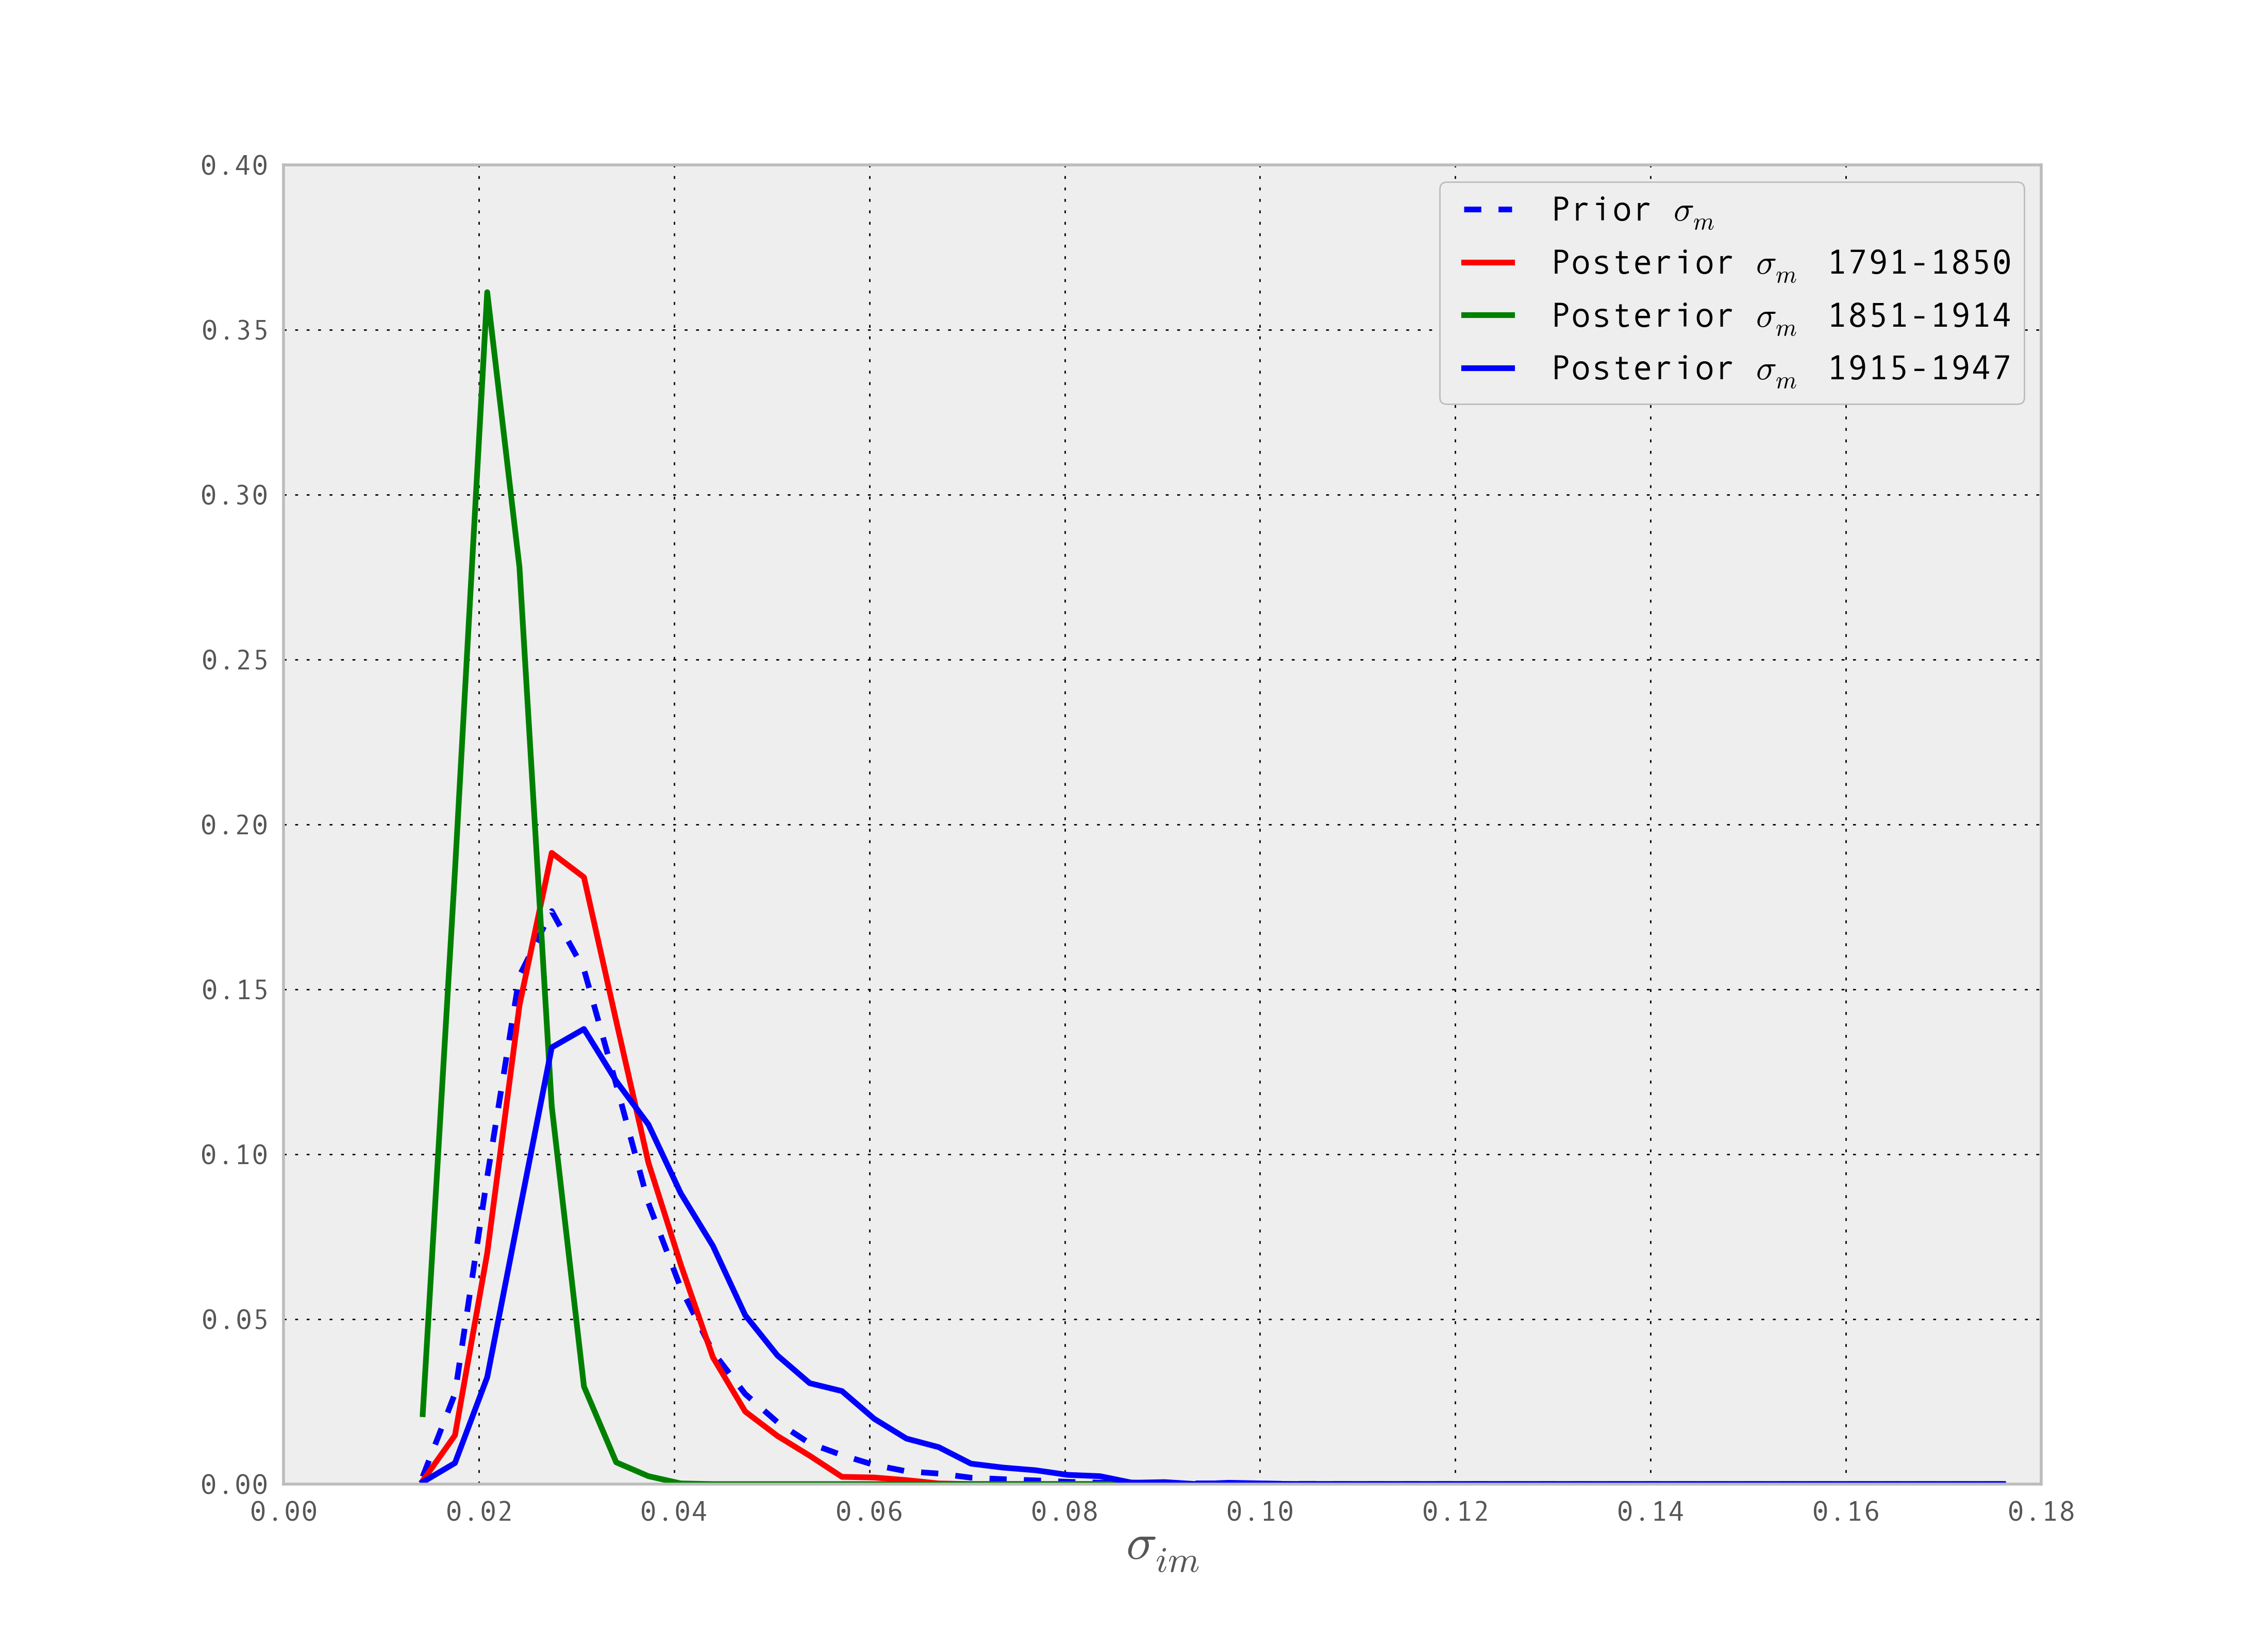 0.40
Prior σm
Posterior σm 1791-1850
0.35
Posterior σm 1851-1914
Posterior σm 1915-1947
0.30
0.25
0.20
0.15
0.10
0.05
0.00
0.00 0.02 0.04 0.06 0.08 0.10 0.12 0.14 0.16 0.18
σim